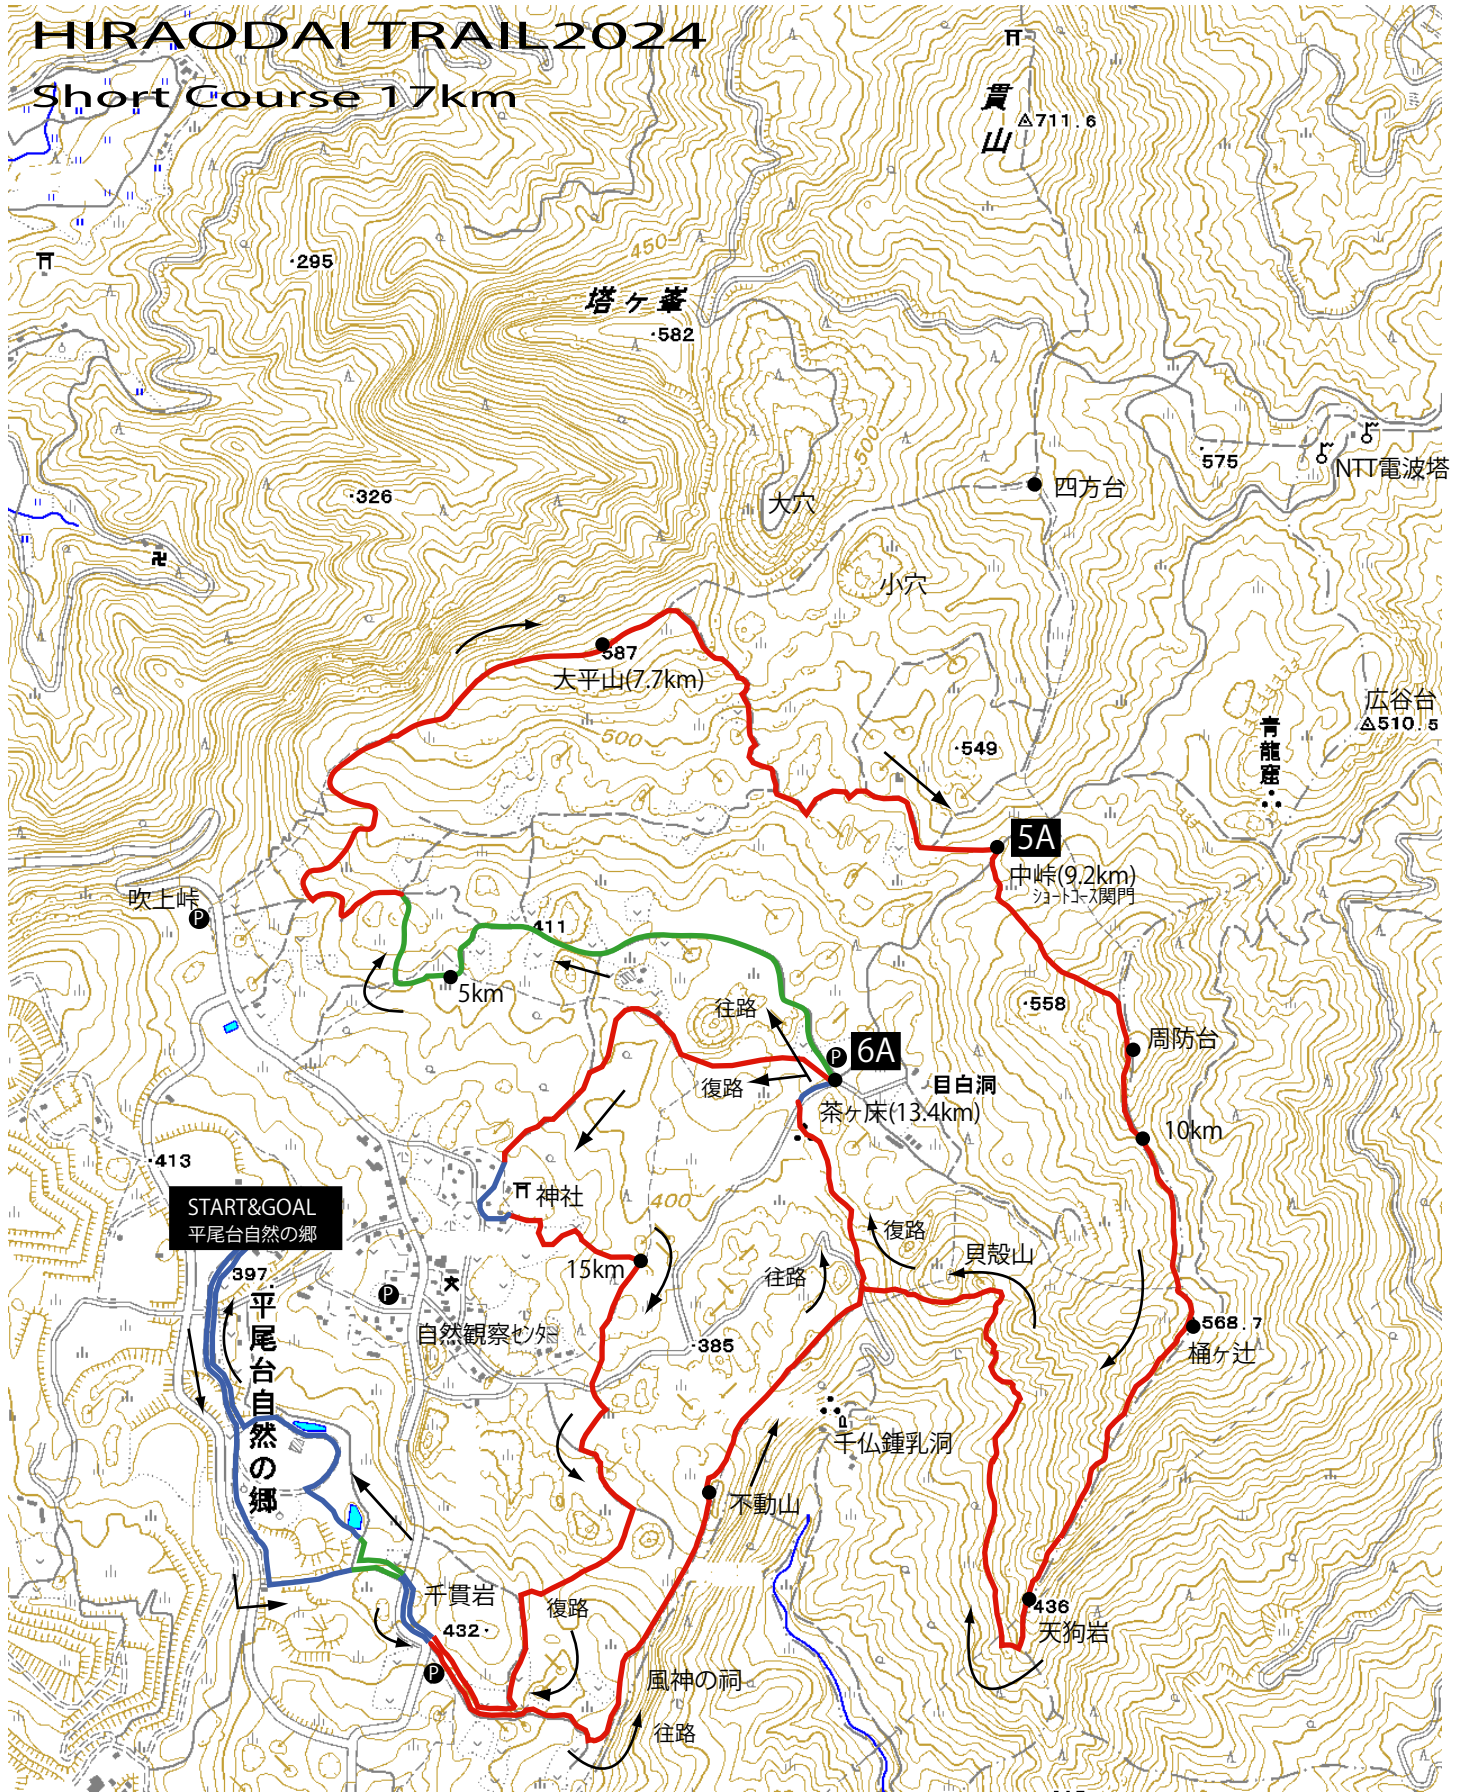 HIRAODAI TRAIL2024
Short Course 17km
貫山
711.6
295
450
塔ヶ峯
582
500
575
NTT電波塔
四方台
326
大穴
小穴
587
大平山(7.7km)
広谷台
510.5
500
549
青龍窟
5A
中峠(9.2km)
ショートコース関門
吹上峠
P
411
5km
558
往路
周防台
P
6A
復路
目白洞
茶ヶ床(13.4km)
10km
413
START&GOAL
平尾台自然の郷
神社
400
復路
貝殻山
15km
往路
397
P
平尾台自然の郷
自然観察センター
385
568.7
桶ヶ辻
千仏鍾乳洞
不動山
千貫岩
復路
432
436
天狗岩
P
風神の祠
往路